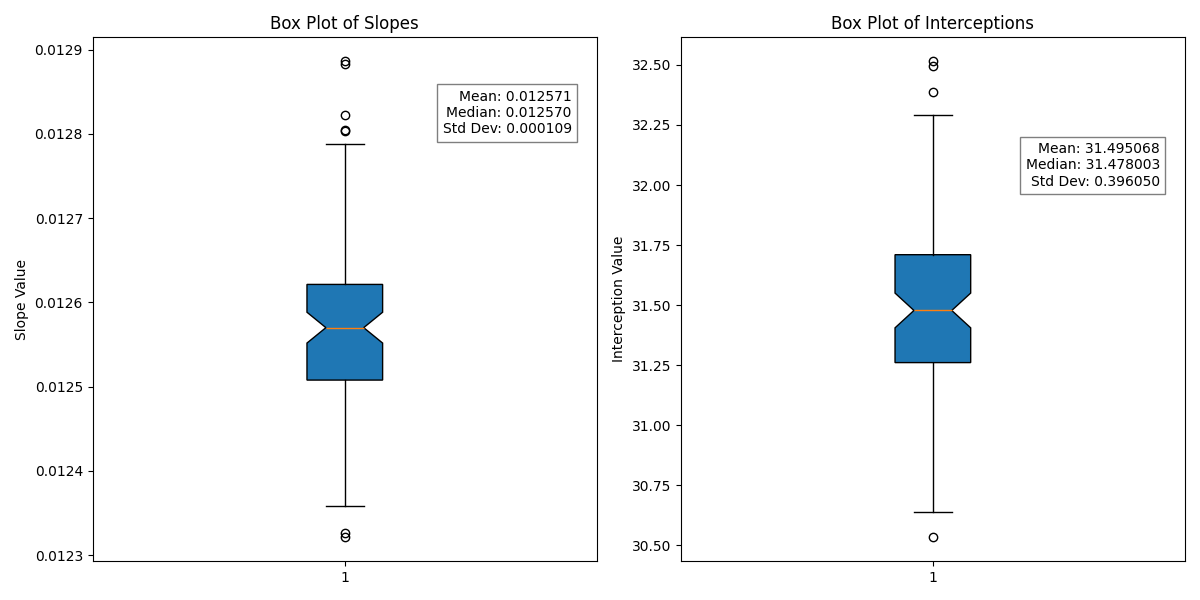 Box Plot of Slopes
Slope Value
0.0129
0.0128
0.0127
0.0126
0.0125
0.0124
0.0123
1
Mean: 0.012571
Median: 0.012570
Std Dev: 0.000109
Box Plot of Interceptions
Interception Value
32.50
32.25
32.00
31.75
31.50
31.25
31.00
30.75
30.50
1
Mean: 31.495068
Median: 31.478003
Std Dev: 0.396050